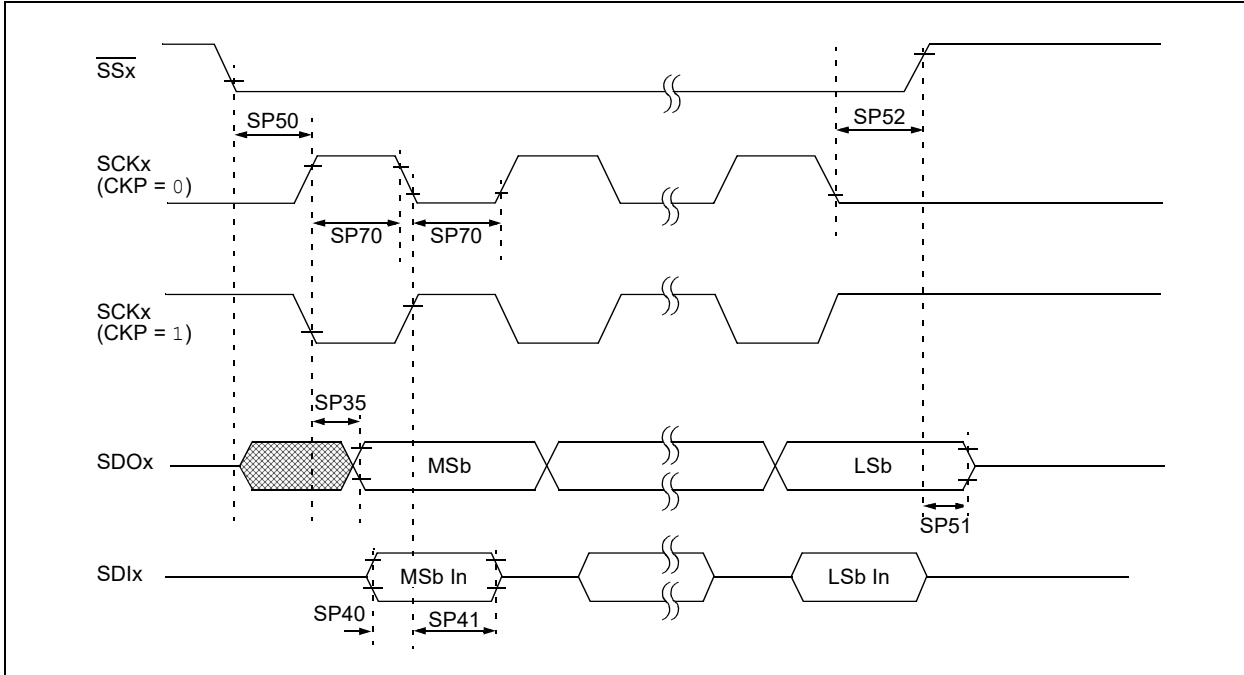 SSx
SP50
SP52
SCKx
(CKP = 0)
SP70
SP70
SCKx
(CKP = 1)
SP35
SDOx
MSb
LSb
SP51
SDIx
MSb In
LSb In
SP40
SP41